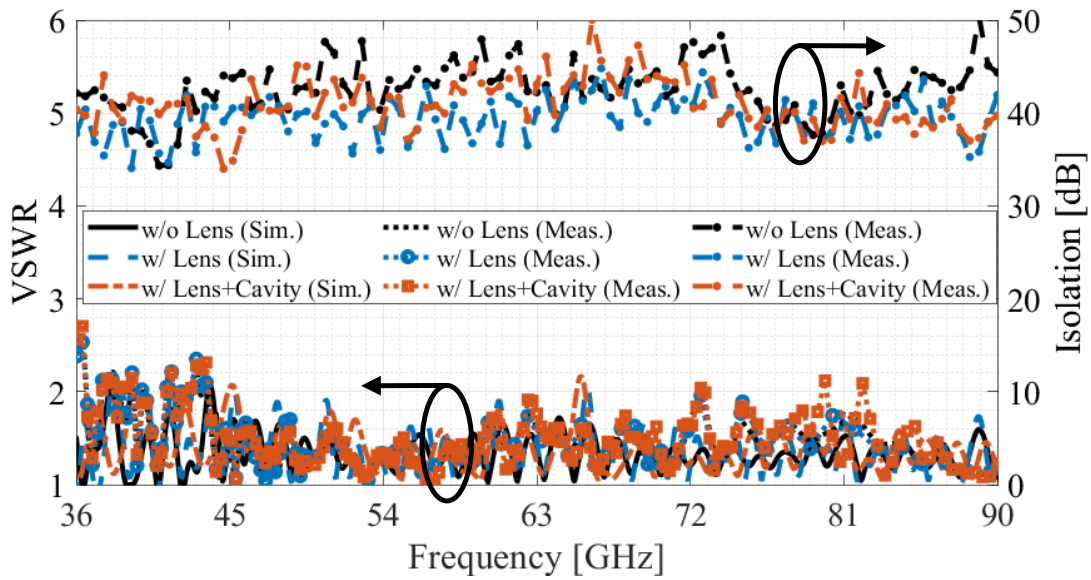 6
5
4
3
2
1
VSWR
50
40
30
20
10
0
Isolation [dB]
w/o Lens (Sim.) w/o Lens (Meas.) w/o Lens (Meas.)
w/ Lens (Sim.) w/ Lens (Meas.) w/ Lens (Meas.)
w/ Lens+Cavity (Sim.) w/ Lens+Cavity (Meas.) w/ Lens+Cavity (Meas.)
36 45 54 63 72 81 90
Frequency [GHz]